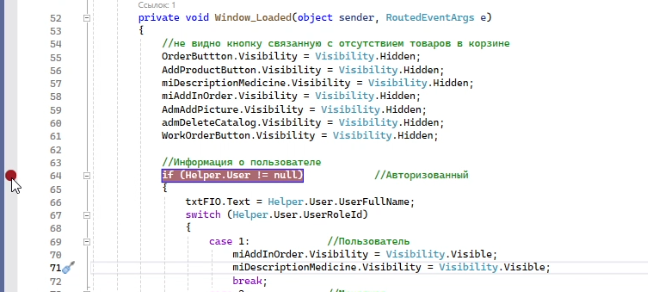 Ссылок: 1
52 private void Window_Loaded(object sender, RoutedEventArgs e)
53 {
54 //не видно кнопку связанную с отсутствием товаров в корзине
55 OrderButtton.Visibility = Visibility.Hidden;
56 AddProductButton.Visibility = Visibility.Hidden;
57 miDescriptionMedicine.Visibility = Visibility.Hidden;
58 miAddInOrder.Visibility = Visibility.Hidden;
59 AdmAddPicture.Visibility = Visibility.Hidden;
60 admDeleteCatalog.Visibility = Visibility.Hidden;
61 WorkOrderButton.Visibility = Visibility.Hidden;
62
63 //Информация о пользователе
64 if (Helper.User != null) //Авторизованный
65 {
66 txtFIO.Text = Helper.User.UserFullName;
67 switch (Helper.User.UserRoleId)
68 {
69 case 1: //Пользователь
70 miAddInOrder.Visibility = Visibility.Visible;
71 miDescriptionMedicine.Visibility = Visibility.Visible;
72 break;